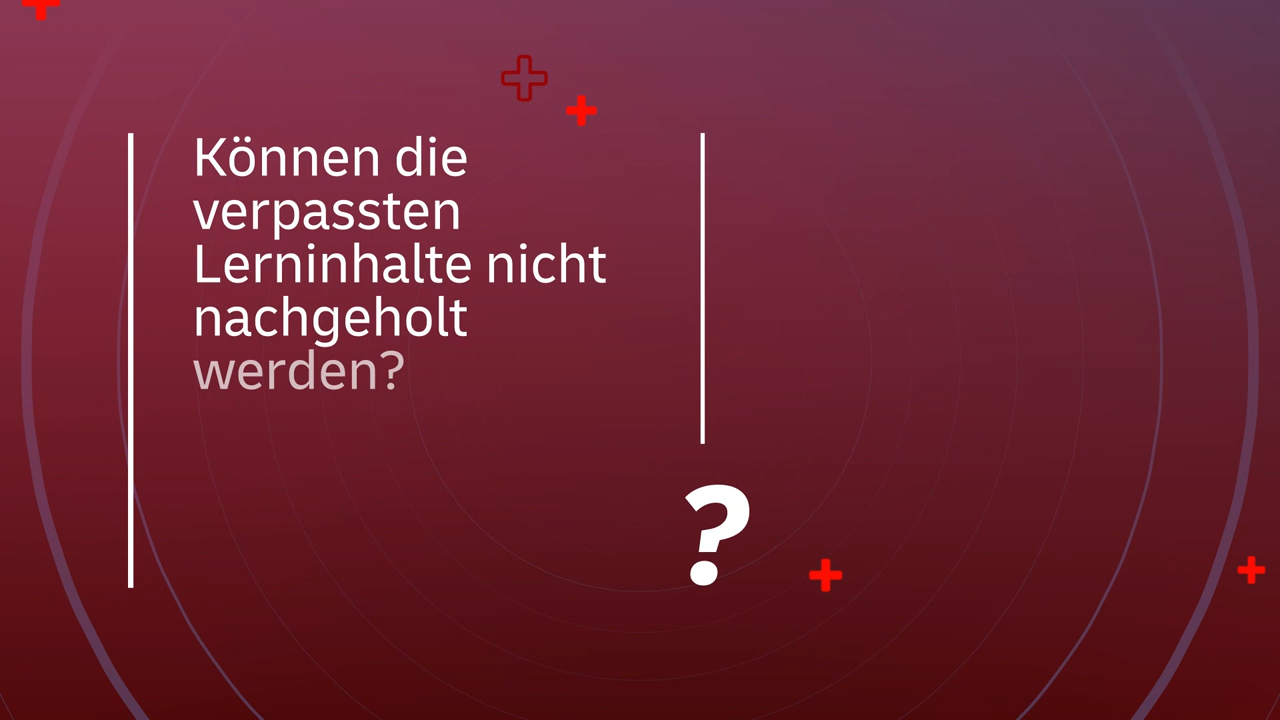 Können die
verpassten
Lerninhalte nicht
nachgeholt
werden?
?